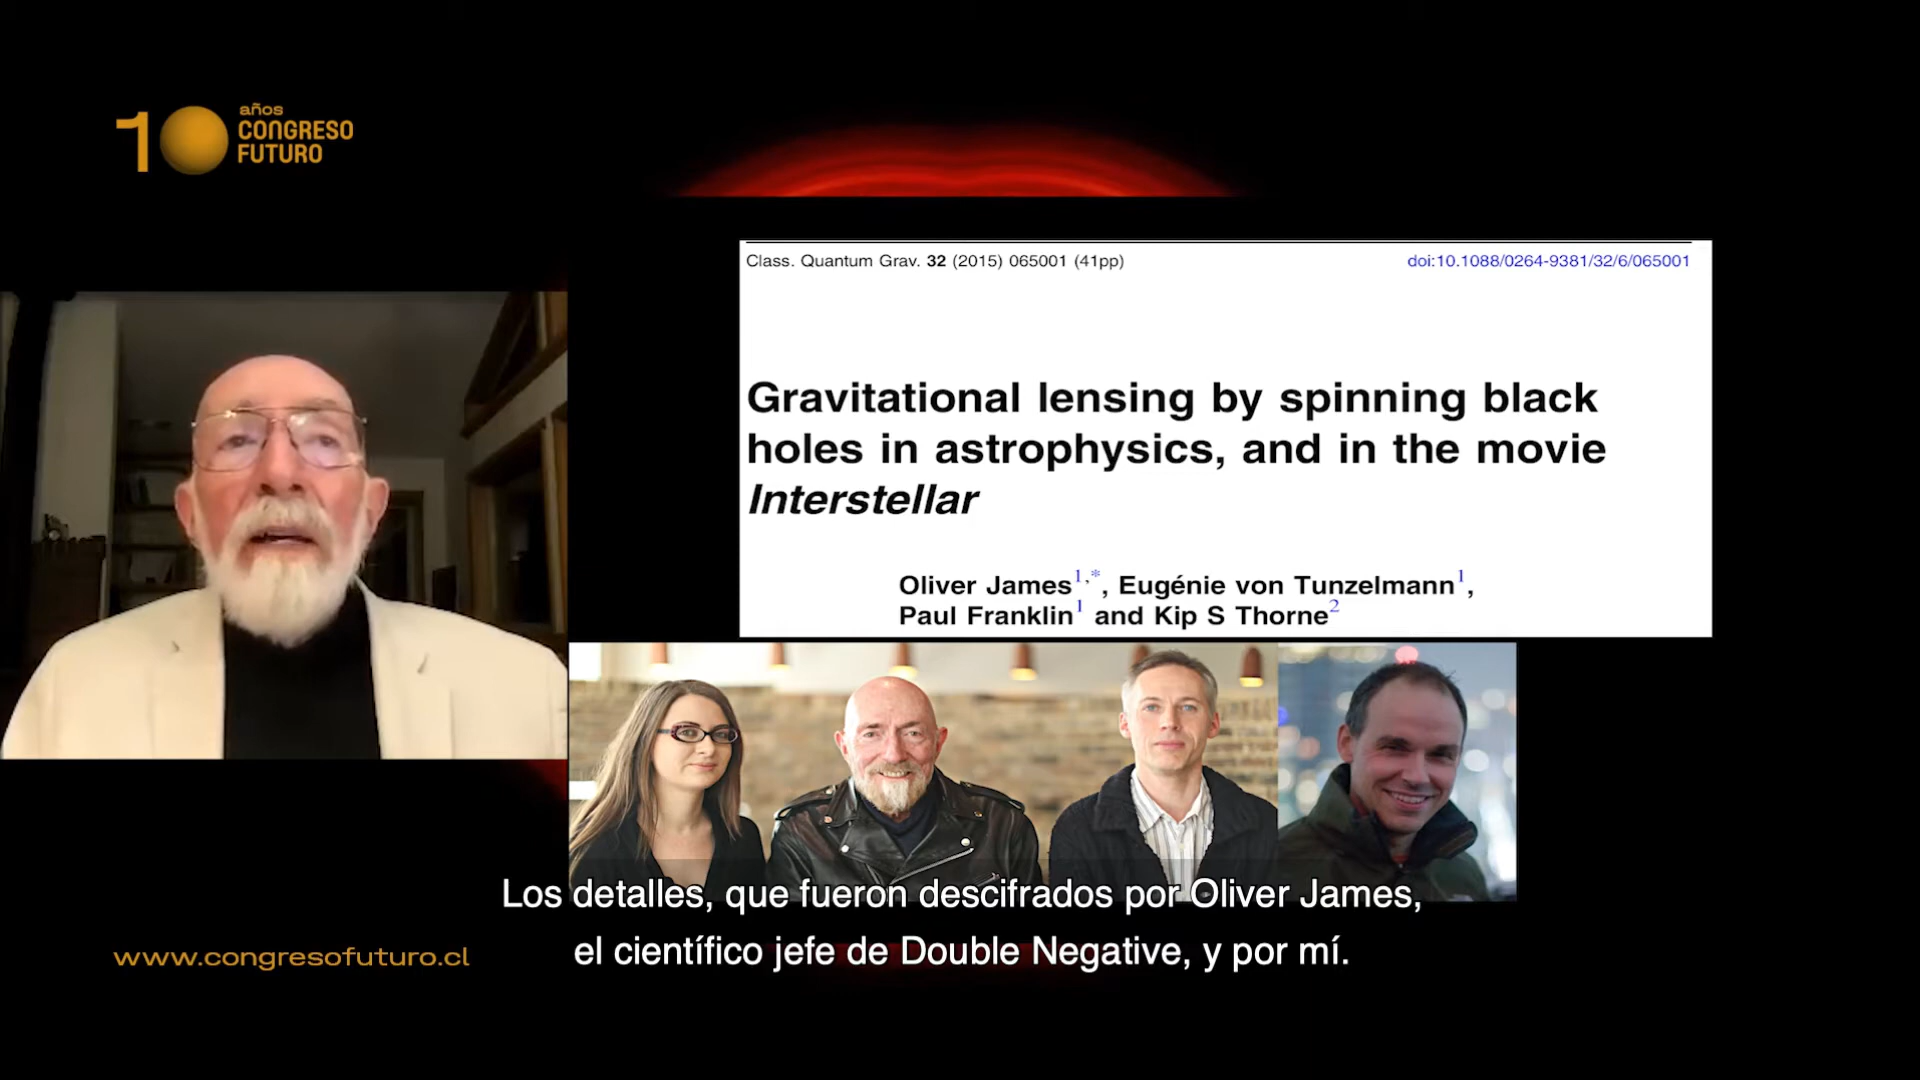 10 años
CONGRESO
FUTURO
Class. Quantum Grav. 32 (2015) 065001 (41pp)
doi:10.1088/0264-9381/32/6/065001
Gravitational lensing by spinning black
holes in astrophysics, and in the movie
Interstellar
Oliver James1,*, Eugénie von Tunzelmann1,
Paul Franklin1 and Kip S Thorne2
Los detalles, que fueron descifrados por Oliver James,
el científico jefe de Double Negative, y por mí.
www.congresofuturo.cl